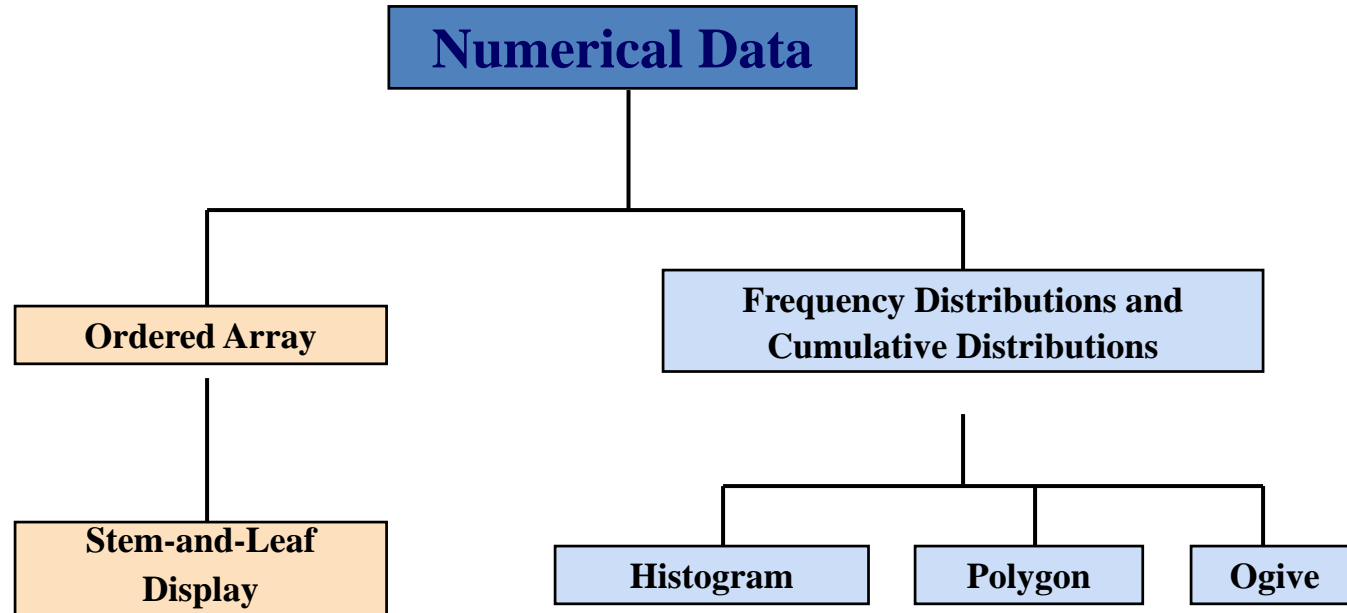 Numerical Data
Ordered Array
Frequency Distributions and
Cumulative Distributions
Stem-and-Leaf
Display
Histogram
Polygon
Ogive